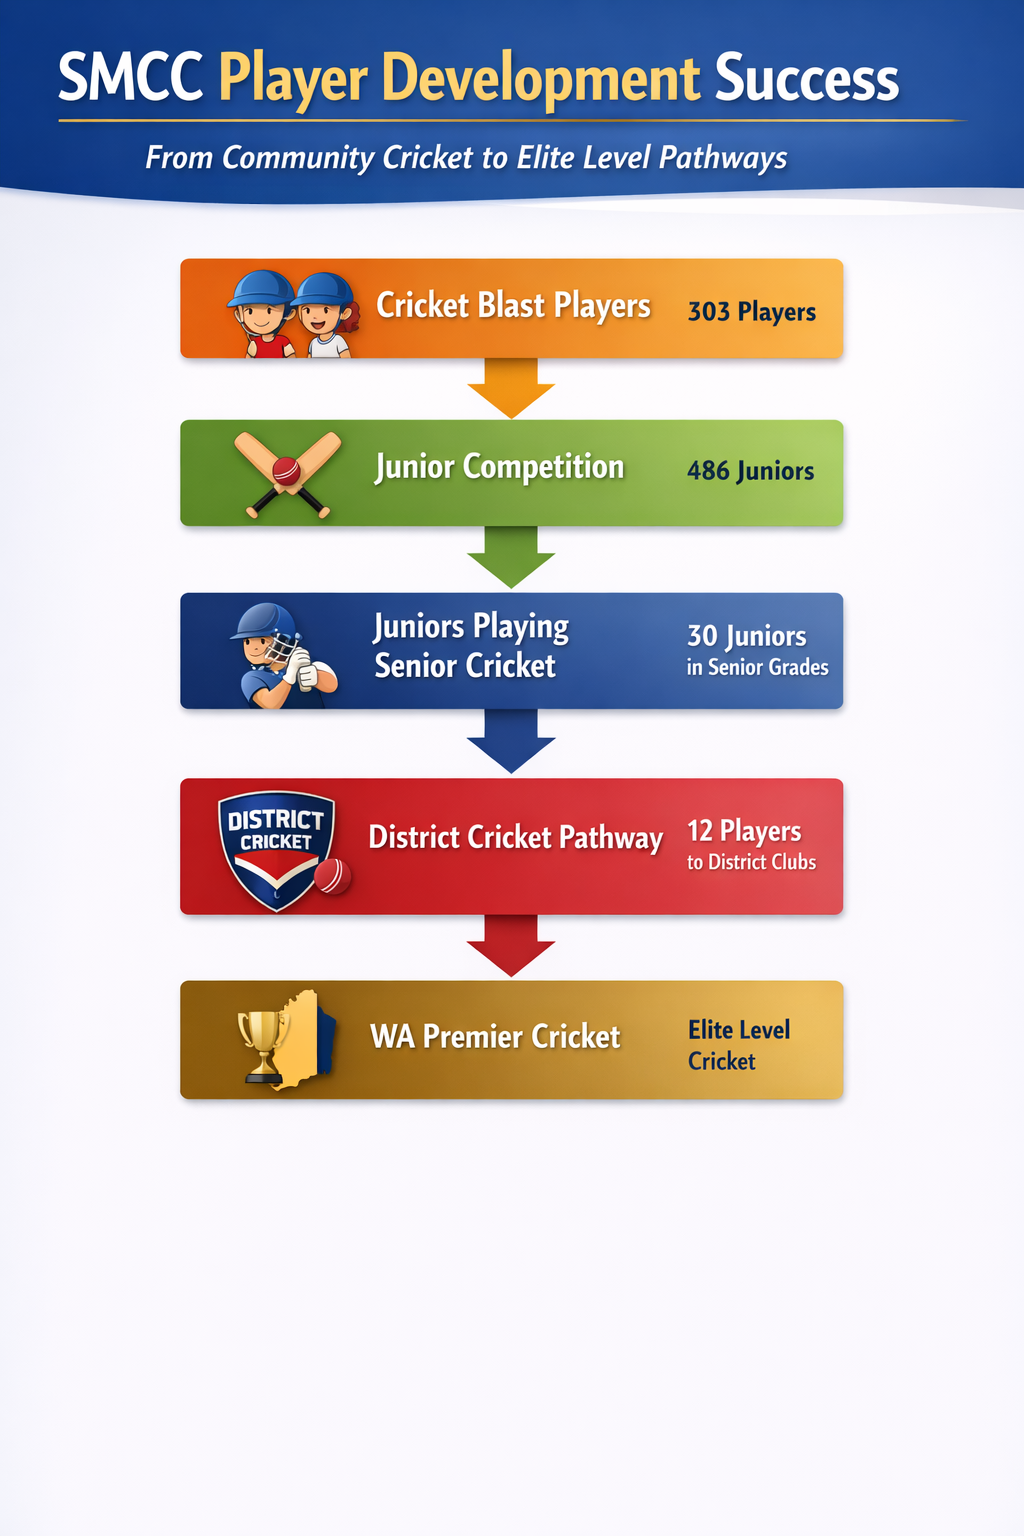 SMCC Player Development Success
From Community Cricket to Elite Level Pathways
Cricket Blast Players
303 Players
Junior Competition
486 Juniors
Juniors Playing
Senior Cricket
30 Juniors
in Senior Grades
DISTRICT
CRICKET
District Cricket Pathway
12 Players
to District Clubs
WA Premier Cricket
Elite Level
Cricket